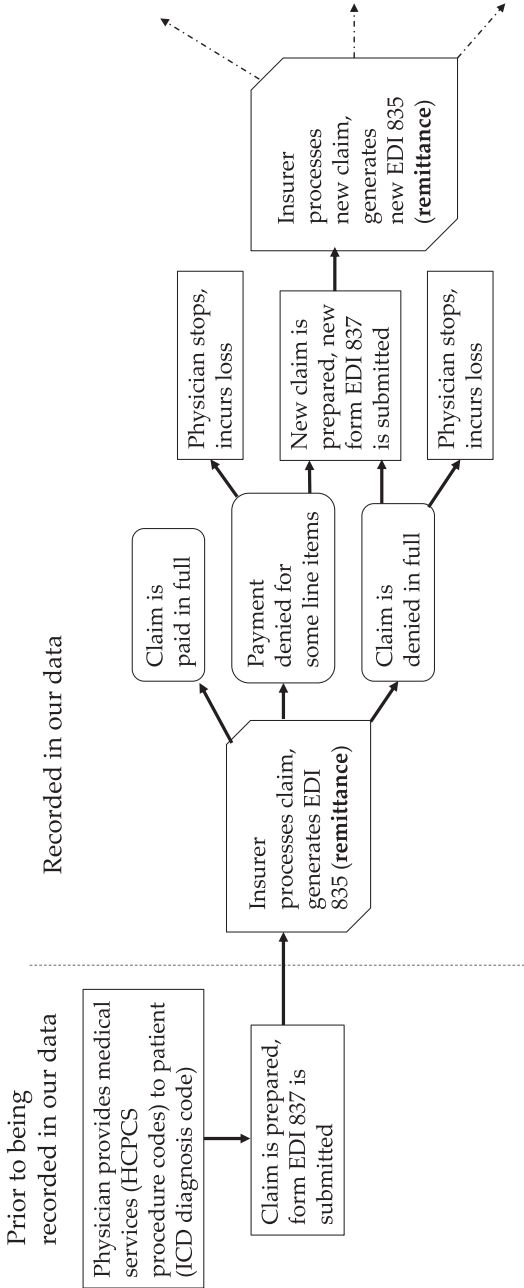 Prior to being
recorded in our data
Recorded in our data
Physician provides medical
services (HCPCS
procedure codes) to patient
(ICD diagnosis code)
Claim is prepared,
form EDI 837 is
submitted
Insurer
processes claim,
generates EDI
835 (remittance)
Claim is
paid in full
Payment
denied for
some line items
Claim is
denied in full
Physician stops,
incurs loss
New claim is
prepared, new
form EDI 837
is submitted
Physician stops,
incurs loss
Insurer
processes
new claim,
generates
new EDI 835
(remittance)